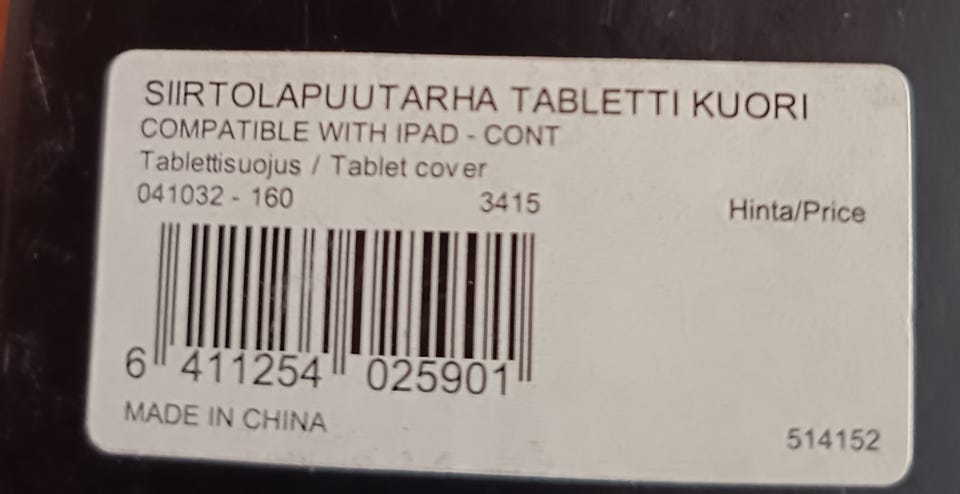 SIIRTOLAPUUTARHA TABLETTI KUORI
COMPATIBLE WITH IPAD - CONT
Tablettisuojus / Tablet cover
041032 - 160 3415
Hinta/Price
6 411254 025901
MADE IN CHINA
514152